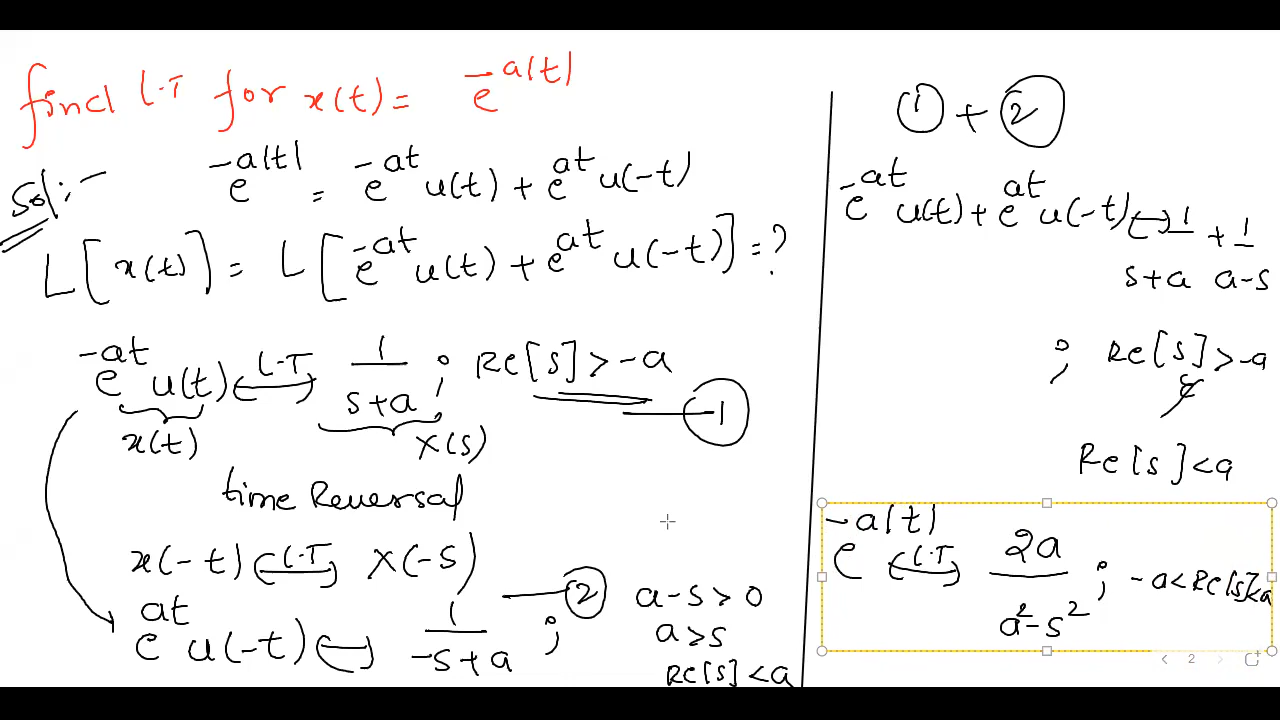 find L.T for x(t) = e^-a|t|
Sol:-
e^-a|t| = e^-at u(t) + e^at u(-t)
L[x(t)] = L[e^-at u(t) + e^at u(-t)] = ?
e^-at u(t) ⟷ L.T 1/(s+a) ; Re[s] > -a
① 
x(t) X(s)
time Reversal
x(-t) ⟷ L.T X(-s)
e^at u(-t) ⟷ 1/(-s+a) ;
②
a-s > 0
a > s
Re[s] < a
① + ②
e^-at u(t) + e^at u(-t) ⟷ 1/(s+a) + 1/(a-s)
; Re[s] > -a
&
Re[s] < a
e^-a|t| ⟷ L.T 2a/(a²-s²) ; -a < Re[s] < a
2